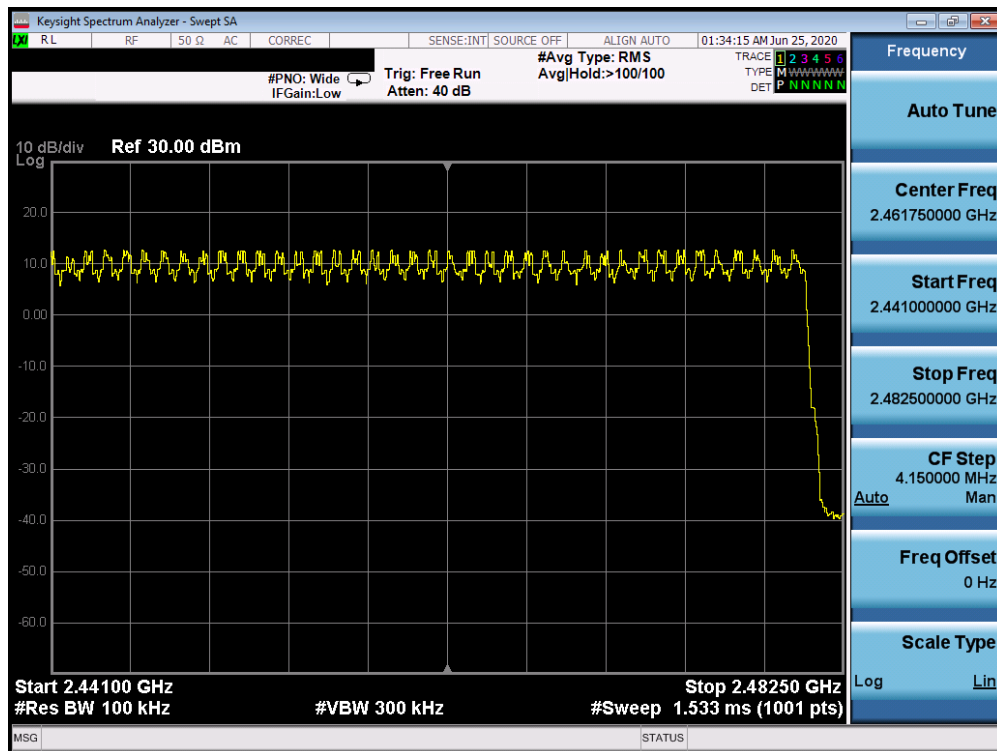 Keysight Spectrum Analyzer - Swept SA
LXI RL RF 50 Ω AC CORREC SENSE:INT SOURCE OFF ALIGN AUTO 01:34:15 AM Jun 25, 2020
#PNO: Wide
IFGain:Low
Trig: Free Run
Atten: 40 dB
#Avg Type: RMS
Avg|Hold:>100/100
TRACE 1 2 3 4 5 6
TYPE M WWWWW
DET P N N N N N
10 dB/div Ref 30.00 dBm
Log
20.0
10.0
0.00
-10.0
-20.0
-30.0
-40.0
-50.0
-60.0
Start 2.44100 GHz Stop 2.48250 GHz
#Res BW 100 kHz #VBW 300 kHz #Sweep 1.533 ms (1001 pts)
MSG STATUS
Frequency
Auto Tune
Center Freq
2.461750000 GHz
Start Freq
2.441000000 GHz
Stop Freq
2.482500000 GHz
CF Step
4.150000 MHz
Auto Man
Freq Offset
0 Hz
Scale Type
Log Lin